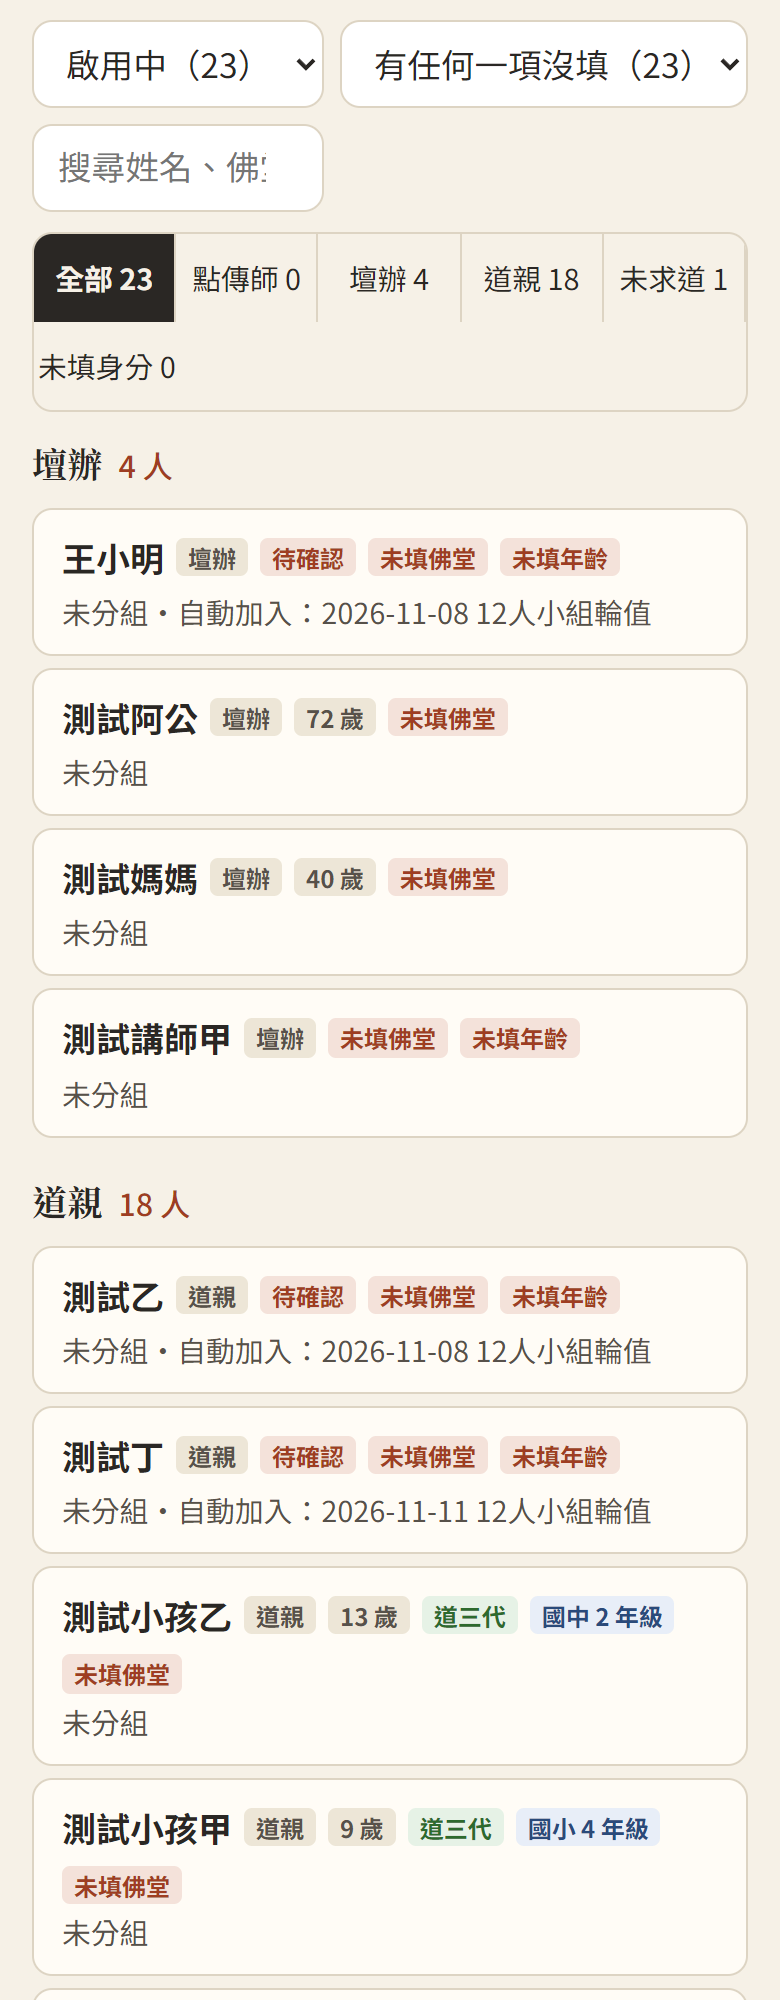 啟用中（23） 有任何一項沒填（23）
搜尋姓名、佛
全部 23 點傳師 0 壇辦 4 道親 18 未求道 1
未填身分 0
壇辦 4 人
王小明 壇辦 待確認 未填佛堂 未填年齡
未分組・自動加入：2026-11-08 12人小組輪值
測試阿公 壇辦 72 歲 未填佛堂
未分組
測試媽媽 壇辦 40 歲 未填佛堂
未分組
測試講師甲 壇辦 未填佛堂 未填年齡
未分組
道親 18 人
測試乙 道親 待確認 未填佛堂 未填年齡
未分組・自動加入：2026-11-08 12人小組輪值
測試丁 道親 待確認 未填佛堂 未填年齡
未分組・自動加入：2026-11-11 12人小組輪值
測試小孩乙 道親 13 歲 道三代 國中 2 年級
未填佛堂
未分組
測試小孩甲 道親 9 歲 道三代 國小 4 年級
未填佛堂
未分組